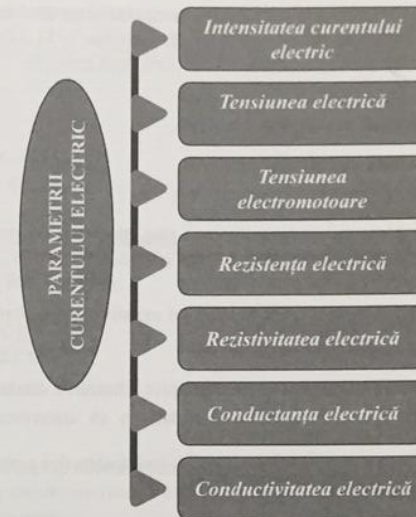 PARAMETRII
CURENTULUI ELECTRIC
Intensitatea curentului
electric
Tensiunea electrică
Tensiunea
electromotoare
Rezistența electrică
Rezistivitatea electrică
Conductanța electrică
Conductivitatea electrică